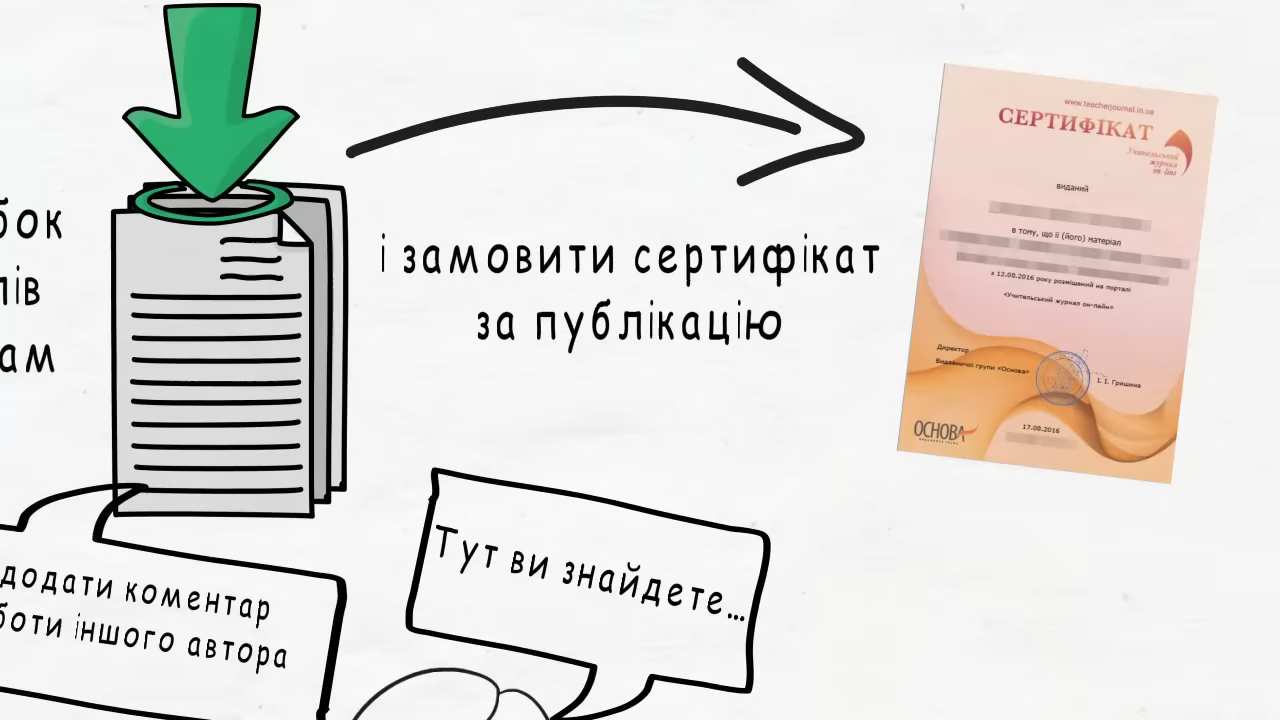 бок
лів
ам
і замовити сертифікат
за публікацію
www.teacherjournal.in.ua
СЕРТИФІКАТ
Учительський
журнал
on-line
виданий
в тому, що її (його) матеріал
з 12.08.2016 року розміщений на порталі
«Учительський журнал он-лайн»
Директор
Видавничої групи «Основа»
І. І. Гришина
17.08.2016
ОСНОВА
Тут ви знайдете...
додати коментар
боти іншого автора